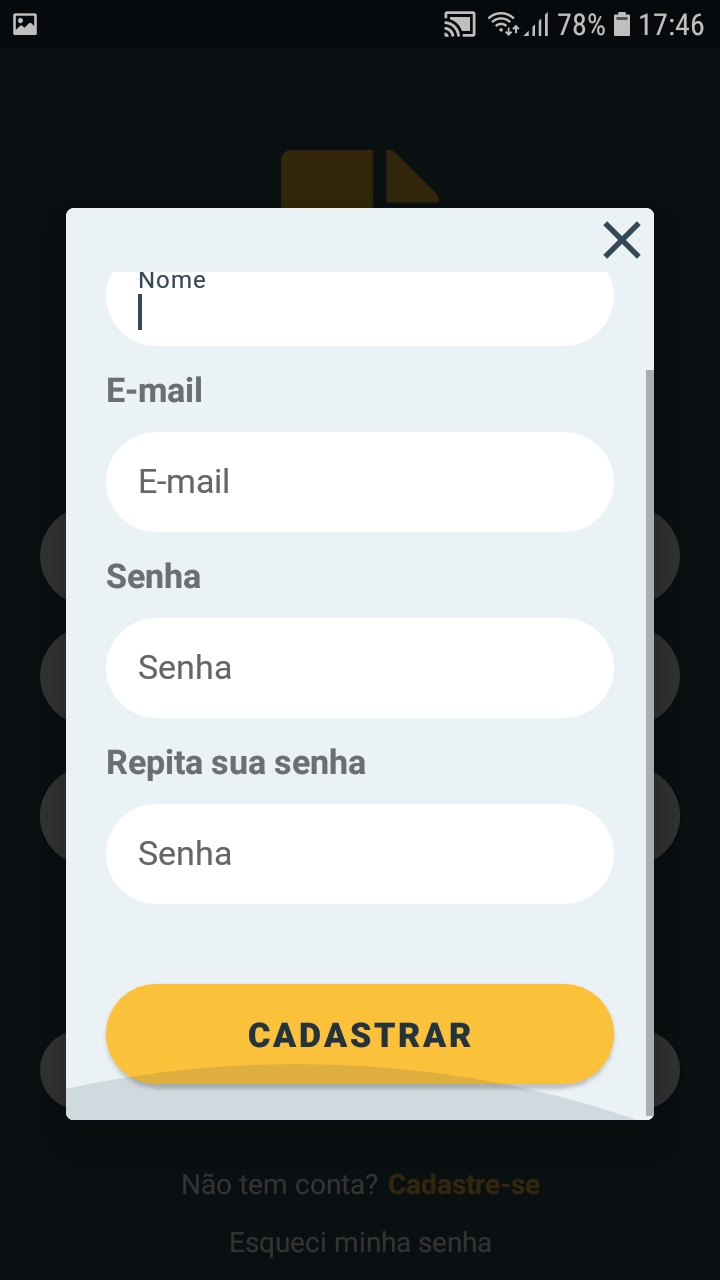 78% 17:46
Nome
E-mail
E-mail
Senha
Senha
Repita sua senha
Senha
CADASTRAR
Não tem conta? Cadastre-se
Esqueci minha senha